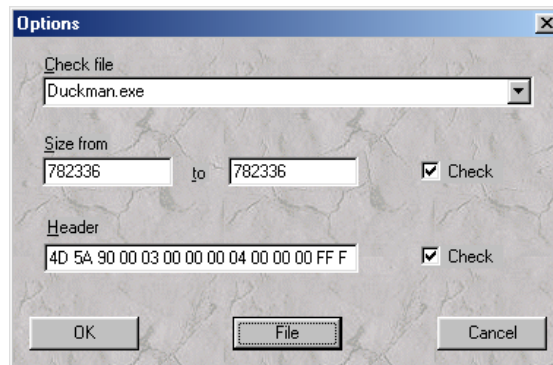 Options
Check file
Duckman.exe
Size from
782336 to 782336 Check
Header
4D 5A 90 00 03 00 00 00 04 00 00 00 FF F Check
OK File Cancel